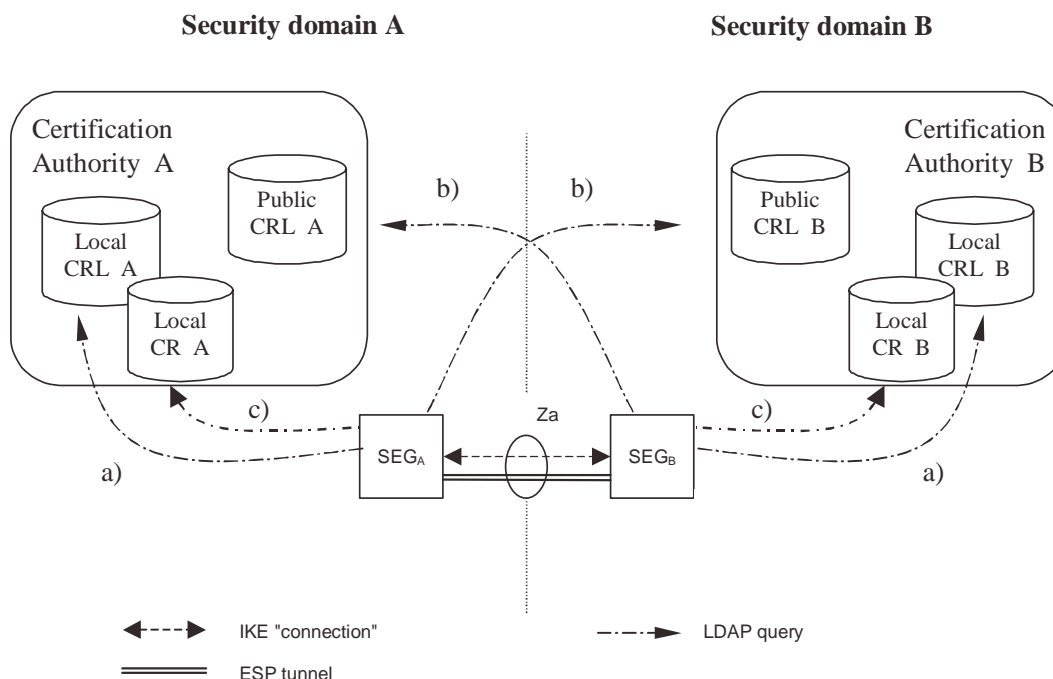 Security domain A
Security domain B
Certification
Authority A
Public
CRL A
Local
CRL A
Local
CR A
b)
b)
Certification
Authority B
Public
CRL B
Local
CRL B
Local
CR B
c)
a)
Za
SEGA
SEGB
c)
a)
IKE "connection"
LDAP query
ESP tunnel